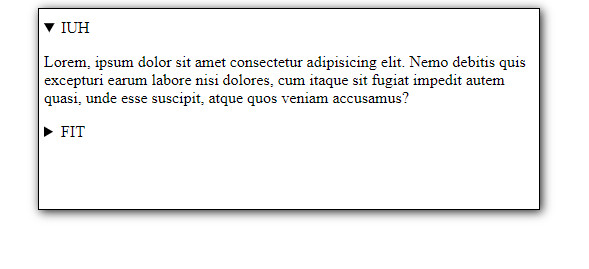 IUH
Lorem, ipsum dolor sit amet consectetur adipisicing elit. Nemo debitis quis
excepturi earum labore nisi dolores, cum itaque sit fugiat impedit autem
quasi, unde esse suscipit, atque quos veniam accusamus?
FIT